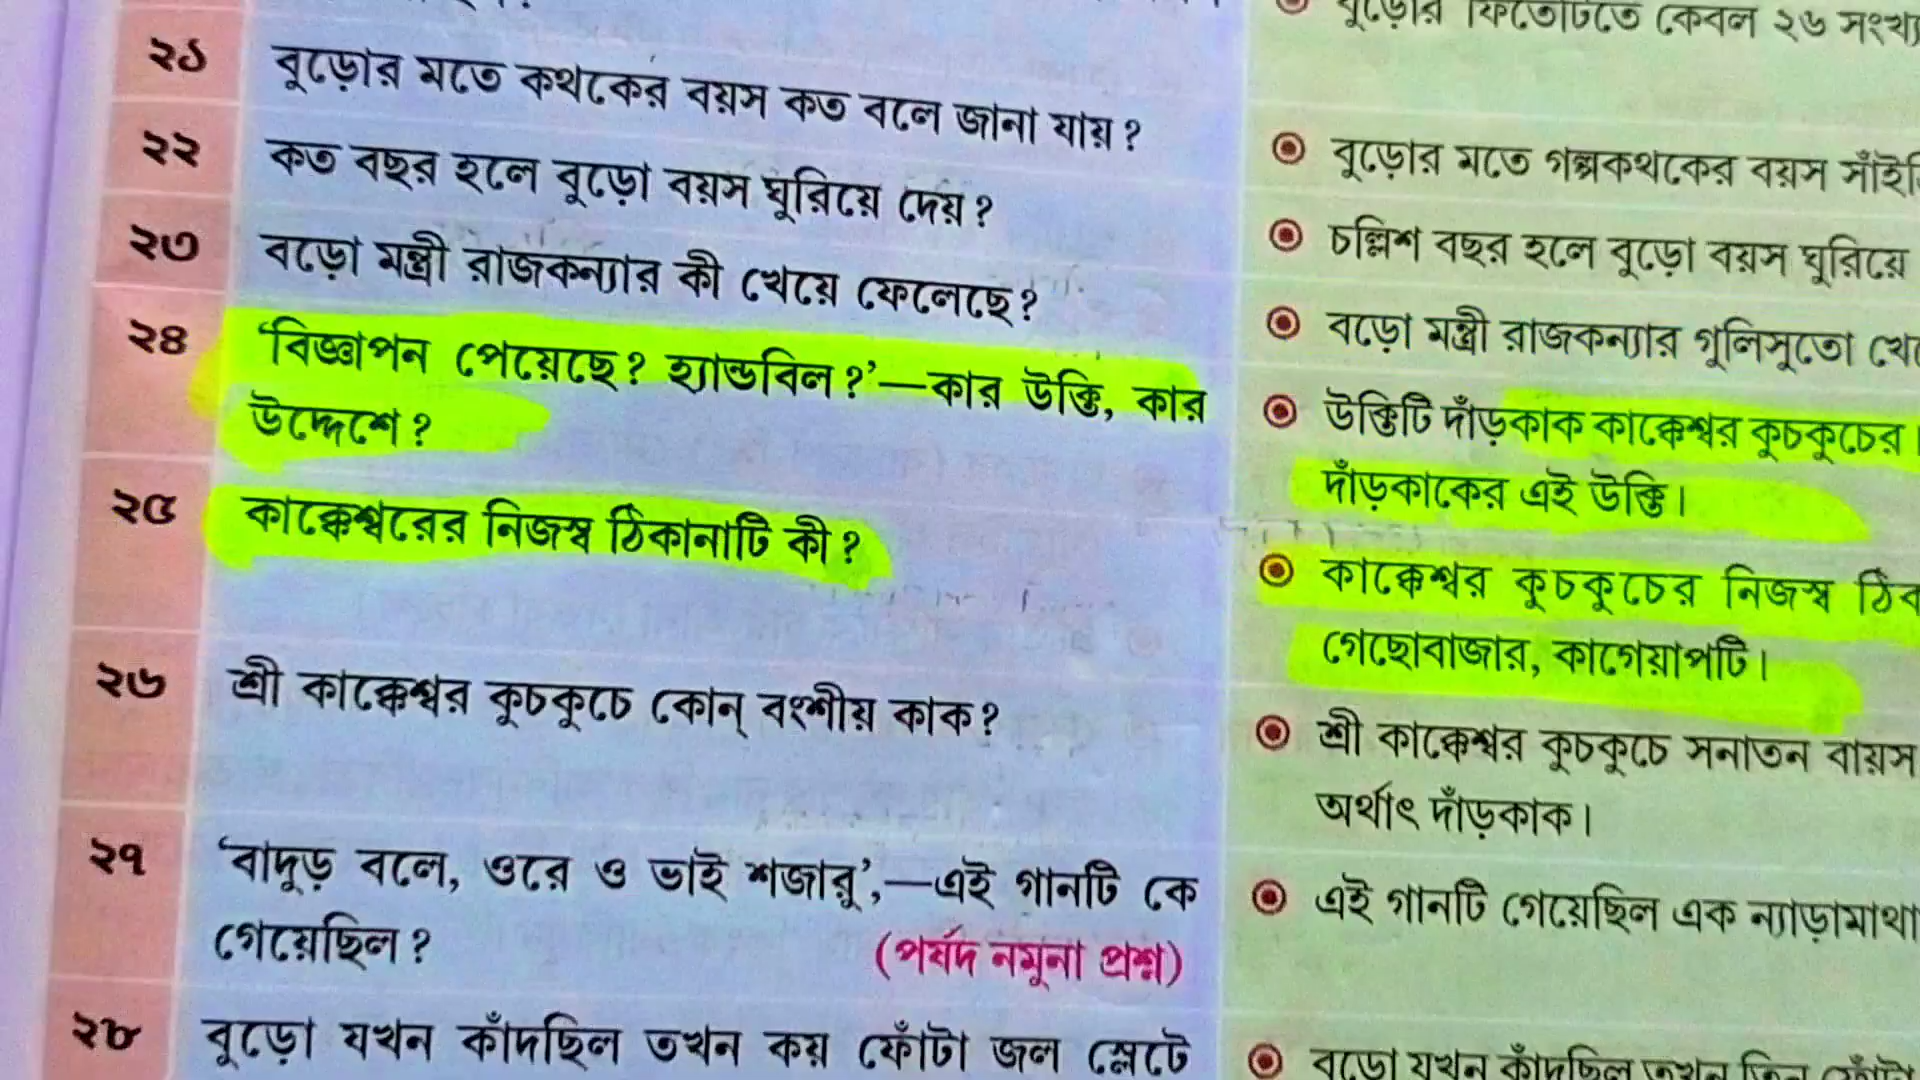 বুড়োর ফিতেটিতে কেবল ২৬
২১ বুড়োর মতে কথকের বয়স কত বলে জানা যায়?
বুড়োর মতে গল্পকথকের বয়স
২২ কত বছর হলে বুড়ো বয়স ঘুরিয়ে দেয়?
চল্লিশ বছর হলে বুড়ো বয়স ঘুরিয়ে
২৩ বড়ো মন্ত্রী রাজকন্যার কী খেয়ে ফেলেছে?
বড়ো মন্ত্রী রাজকন্যার গুলিসুতো
২৪ ‘বিজ্ঞাপন পেয়েছে? হ্যান্ডবিল?’—কার উক্তি, কার
উদ্দেশে?
উক্তিটি দাঁড়কাক কাক্কেশ্বর কুচকুচের।
দাঁড়কাকের এই উক্তি।
২৫ কাক্কেশ্বরের নিজস্ব ঠিকানাটি কী?
কাক্কেশ্বর কুচকুচের নিজস্ব
গেছোবাজার, কাগেয়াপটি।
২৬ শ্রী কাক্কেশ্বর কুচকুচে কোন্ বংশীয় কাক?
শ্রী কাক্কেশ্বর কুচকুচে সনাতন বায়স
অর্থাৎ দাঁড়কাক।
২৭ ‘বাদুড় বলে, ওরে ও ভাই শজারু’,—এই গানটি কে
গেয়েছিল? (পর্ষদ নমুনা প্রশ্ন)
এই গানটি গেয়েছিল এক ন্যাড়ামাথা
২৮ বুড়ো যখন কাঁদছিল তখন কয় ফোঁটা জল স্লেটে
বুড়ো যখন কাঁদছিল তখন তিন ফোঁটা